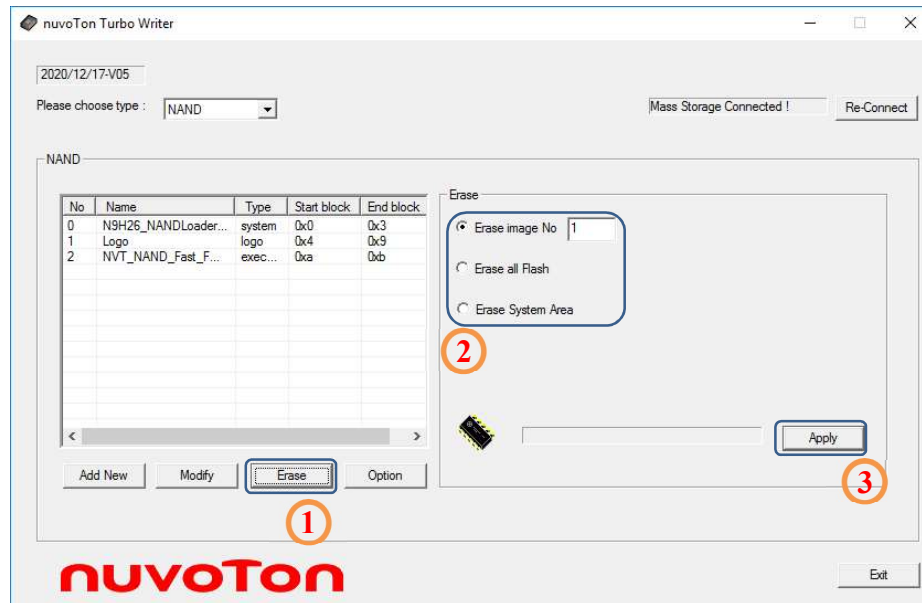 nuvoTon Turbo Writer
2020/12/17-V05
Please choose type : NAND
Mass Storage Connected ! Re-Connect
NAND
No Name Type Start block End block
0 N9H26_NANDLoader... system 0x0 0x3
1 Logo logo 0x4 0x9
2 NVT_NAND_Fast_F... exec... 0xa 0xb
Erase
Erase image No 1
Erase all Flash
Erase System Area
2
Apply
3
Add New Modify Erase Option
1
nuvoTon
Exit